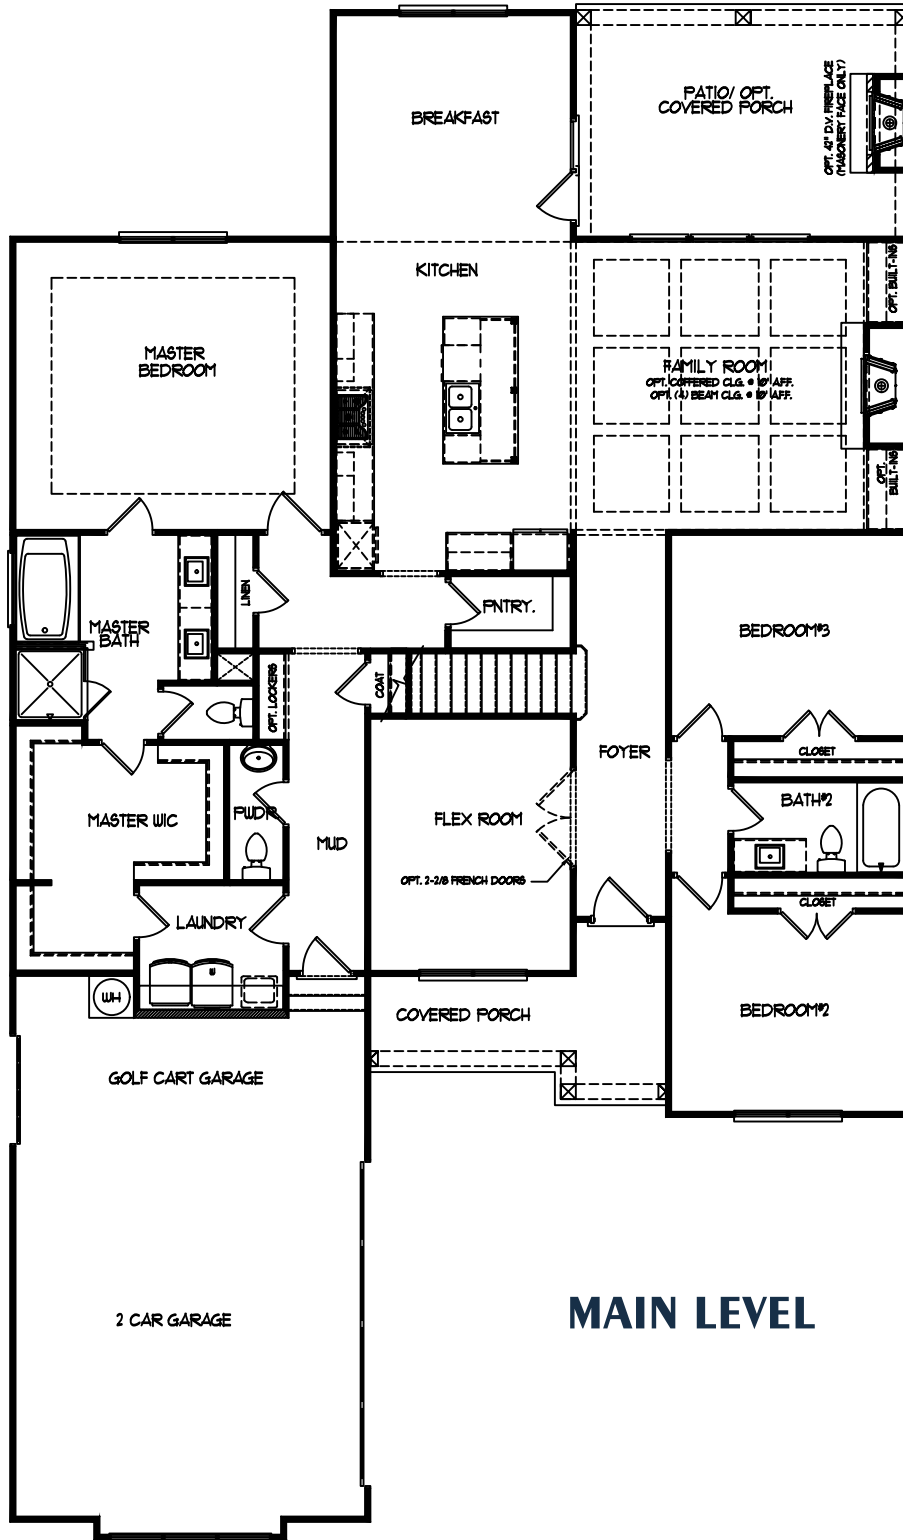 BREAKFAST
PATIO/ OPT.
COVERED PORCH
OPT. 42" D.V. FIREPLACE
(MASONERY FACE ONLY)
KITCHEN
OPT. BUILT-INS
MASTER
BEDROOM
FAMILY ROOM
OPT. COFFERED CLG. @ 10' AFF.
OPT. (4) BEAM CLG. @ 10' AFF.
OPT.
BUILT-INS
LINEN
PNTRY.
MASTER
BATH
BEDROOM#3
OPT. LOCKERS
COAT
FOYER
CLOSET
BATH#2
MASTER WIC
PWDR
MUD
FLEX ROOM
OPT. 2-2/8 FRENCH DOORS
CLOSET
LAUNDRY
W
WH
COVERED PORCH
BEDROOM#2
GOLF CART GARAGE
2 CAR GARAGE
MAIN LEVEL